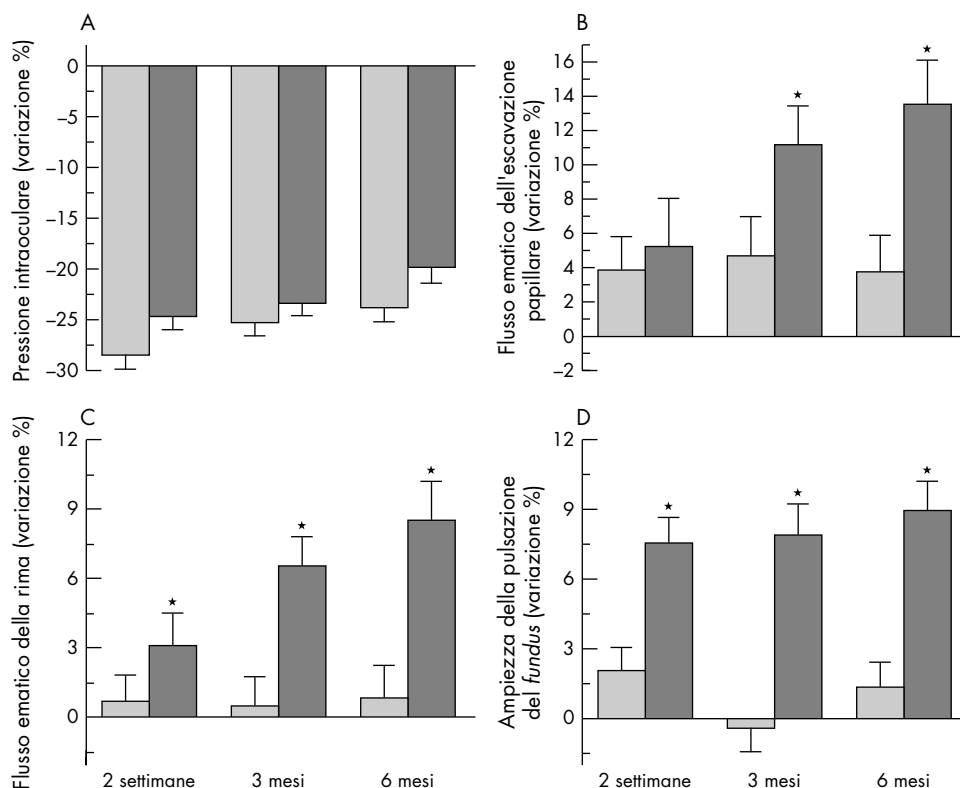 A
Pressione intraoculare (variazione %)
0
–5
–10
–15
–20
–25
–30
B
Flusso ematico dell'escavazione
papillare (variazione %)
16
14
12
10
8
6
4
2
0
–2
C
Flusso ematico della rima (variazione %)
12
9
6
3
0
2 settimane
3 mesi
6 mesi
D
Ampiezza della pulsazione
del fundus (variazione %)
12
9
6
3
0
2 settimane
3 mesi
6 mesi